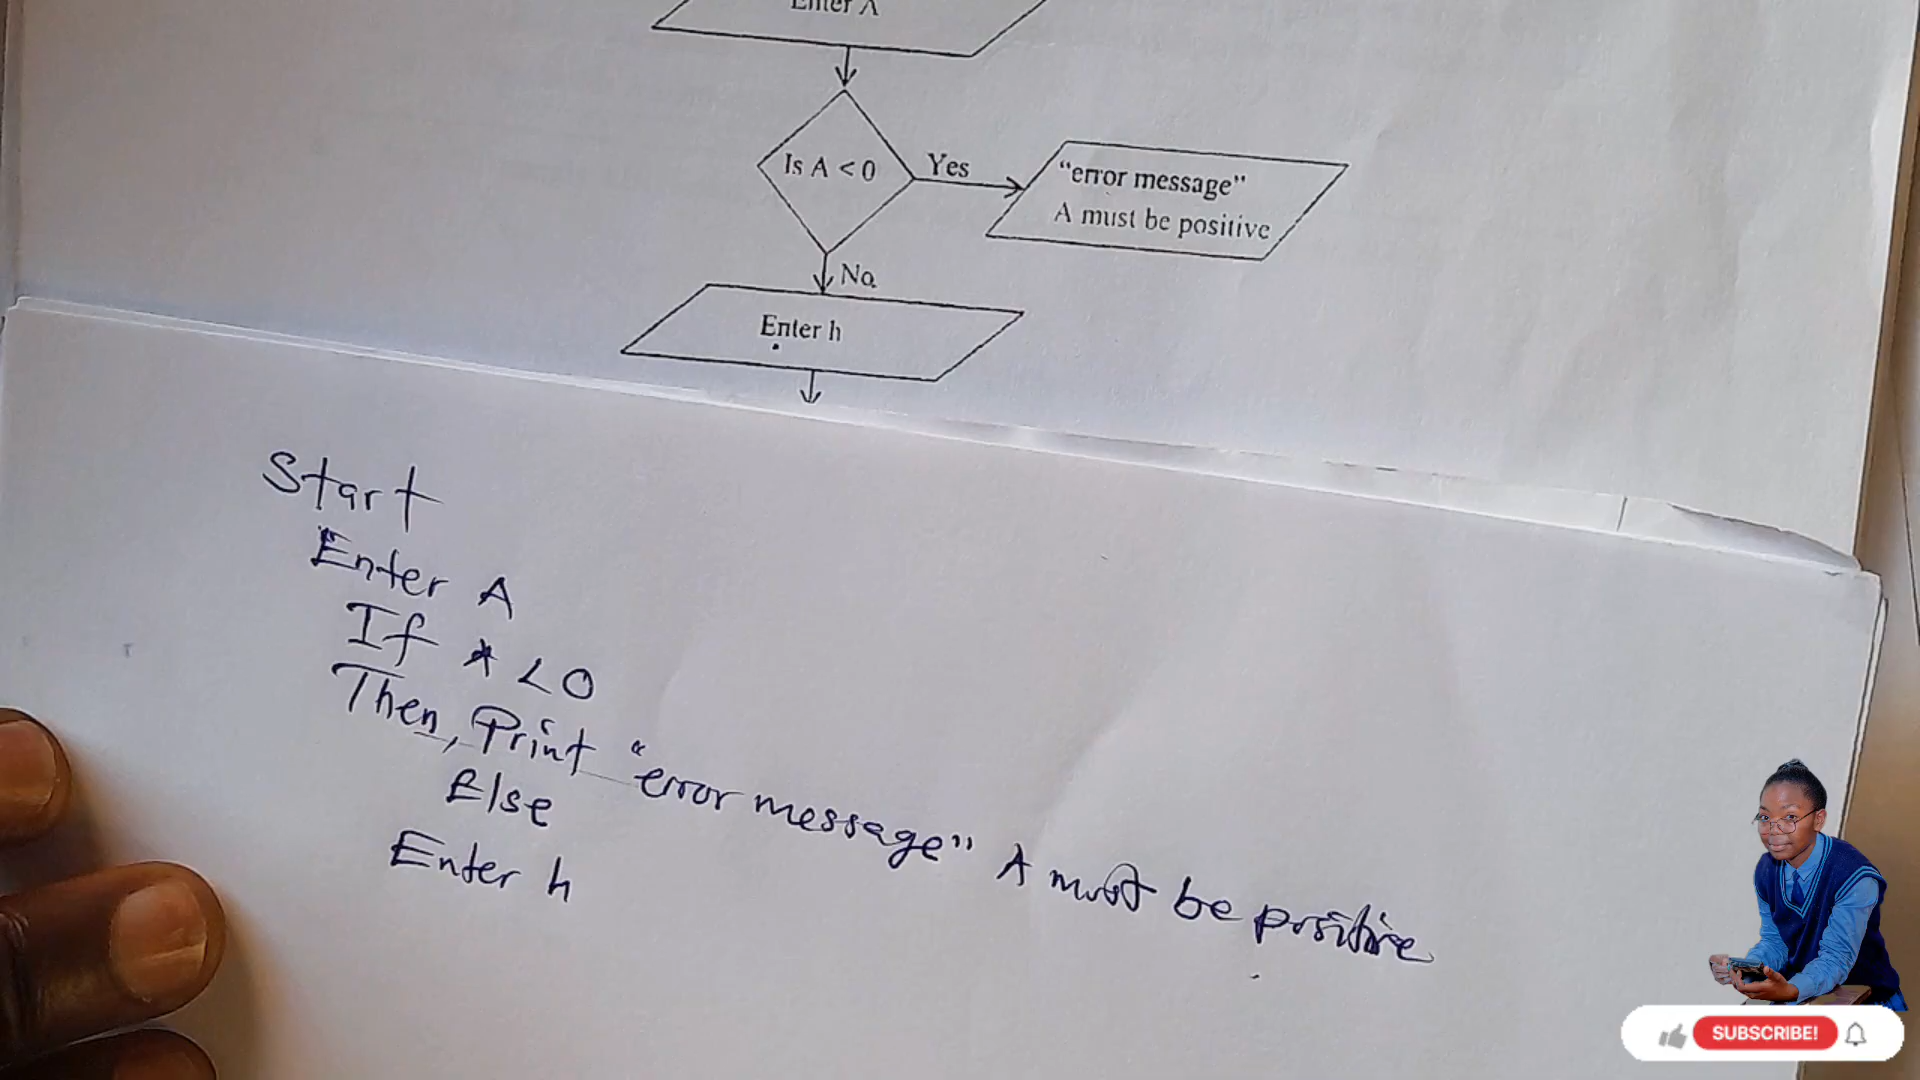 Enter A
Is A < 0
Yes
"error message"
A must be positive
No
Enter h
Start
Enter A
If A < 0
Then, Print "error message" A must be positive
Else
Enter h
SUBSCRIBE!